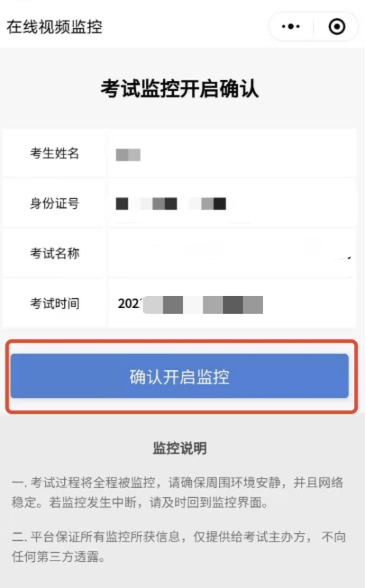 在线视频监控
考试监控开启确认
考生姓名
身份证号
考试名称
考试时间 202
确认开启监控
监控说明
一. 考试过程将全程被监控，请确保周围环境安静，并且网络
稳定。若监控发生中断，请及时回到监控界面。
二. 平台保证所有监控所获信息，仅提供给考试主办方， 不向
任何第三方透露。